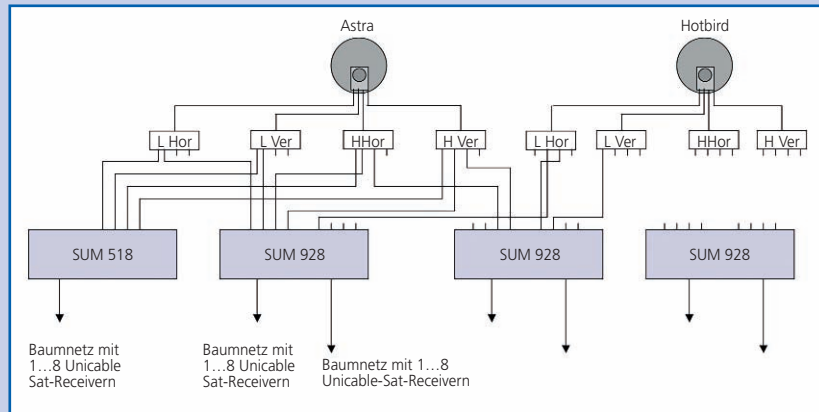 Astra
Hotbird
L Hor
L Ver
HHor
H Ver
L Hor
L Ver
HHor
H Ver
SUM 518
SUM 928
SUM 928
SUM 928
Baumnetz mit
1…8 Unicable
Sat-Receivern
Baumnetz mit
1…8 Unicable
Sat-Receivern
Baumnetz mit 1…8
Unicable-Sat-Receivern